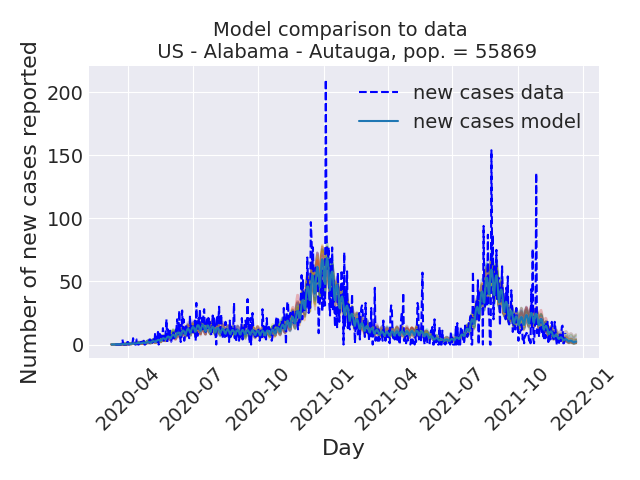 Model comparison to data
US - Alabama - Autauga, pop. = 55869
Number of new cases reported
200
150
100
50
0
new cases data
new cases model
2020-04
2020-07
2020-10
2021-01
2021-04
2021-07
2021-10
2022-01
Day